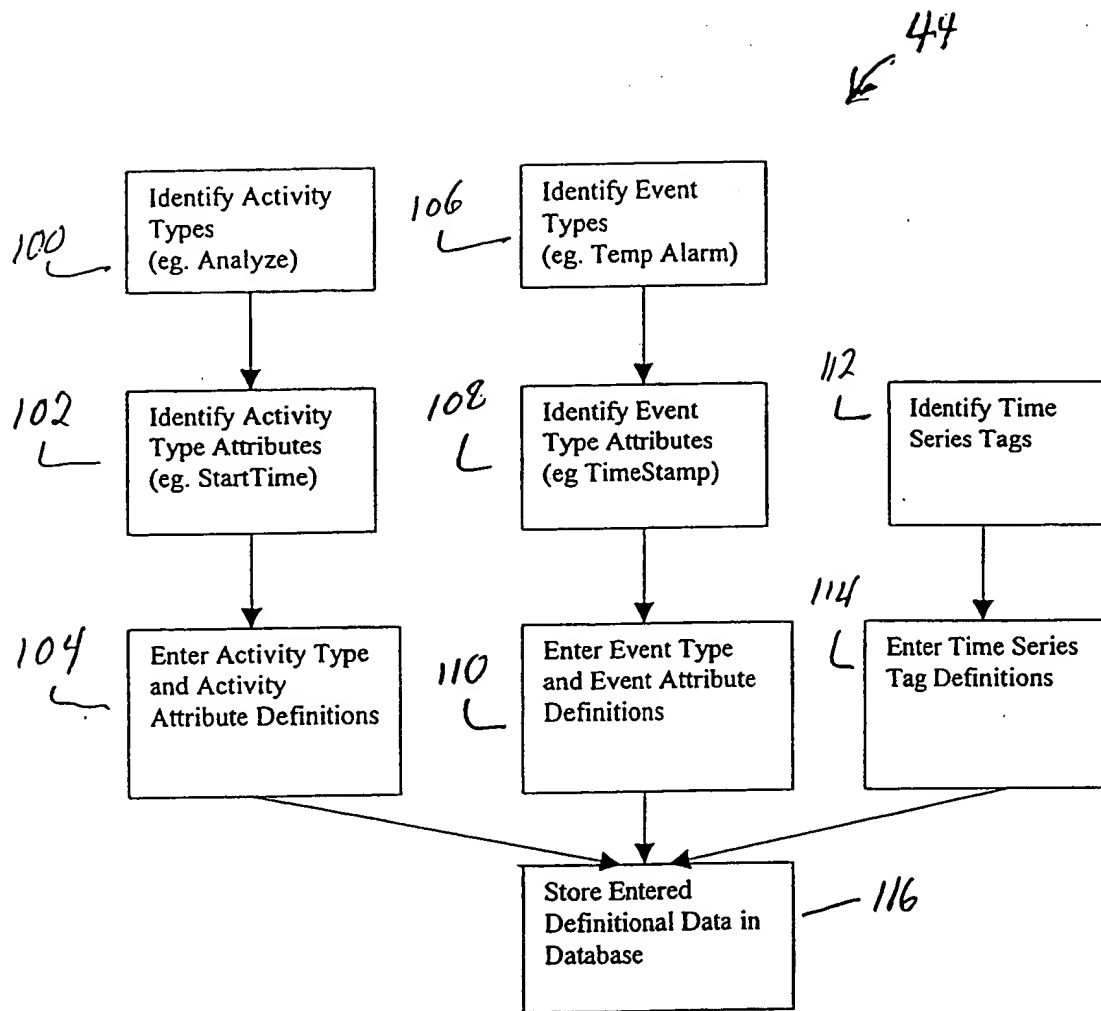 44
100
Identify Activity
Types
(eg. Analyze)
106
Identify Event
Types
(eg. Temp Alarm)
102
Identify Activity
Type Attributes
(eg. StartTime)
108
Identify Event
Type Attributes
(eg TimeStamp)
112
Identify Time
Series Tags
104
Enter Activity Type
and Activity
Attribute Definitions
110
Enter Event Type
and Event Attribute
Definitions
114
Enter Time Series
Tag Definitions
Store Entered
Definitional Data in
Database
116